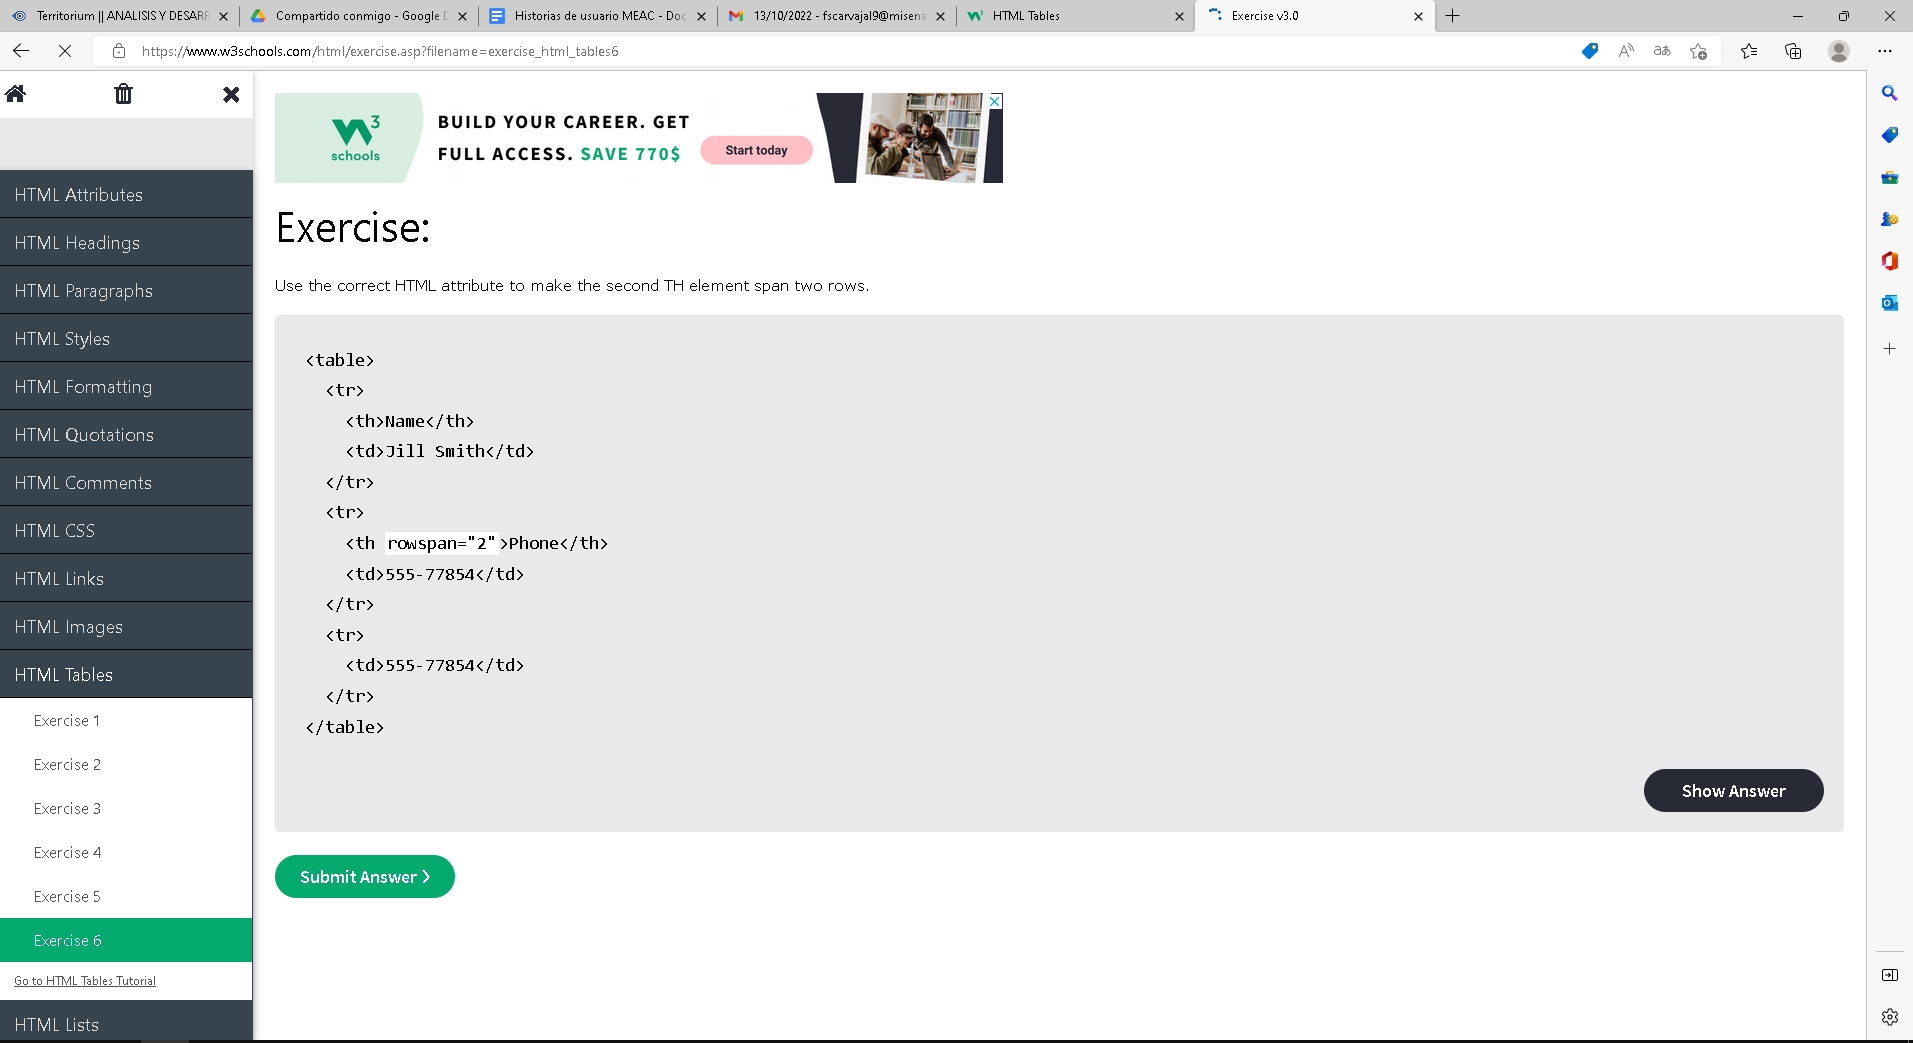 Territorium || ANALISIS Y DESARR
Compartido conmigo - Google D
Historias de usuario MEAC - Doc
13/10/2022 - fscarvajal9@misena
HTML Tables
Exercise v3.0
https://www.w3schools.com/html/exercise.asp?filename=exercise_html_tables6
w3
schools
BUILD YOUR CAREER. GET
FULL ACCESS. SAVE 770$
Start today
HTML Attributes
HTML Headings
HTML Paragraphs
HTML Styles
HTML Formatting
HTML Quotations
HTML Comments
HTML CSS
HTML Links
HTML Images
HTML Tables
Exercise 1
Exercise 2
Exercise 3
Exercise 4
Exercise 5
Exercise 6
Go to HTML Tables Tutorial
HTML Lists
Exercise:
Use the correct HTML attribute to make the second TH element span two rows.
<table>
<tr>
<th>Name</th>
<td>Jill Smith</td>
</tr>
<tr>
<th rowspan="2">Phone</th>
<td>555-77854</td>
</tr>
<tr>
<td>555-77854</td>
</tr>
</table>
Show Answer
Submit Answer ❯